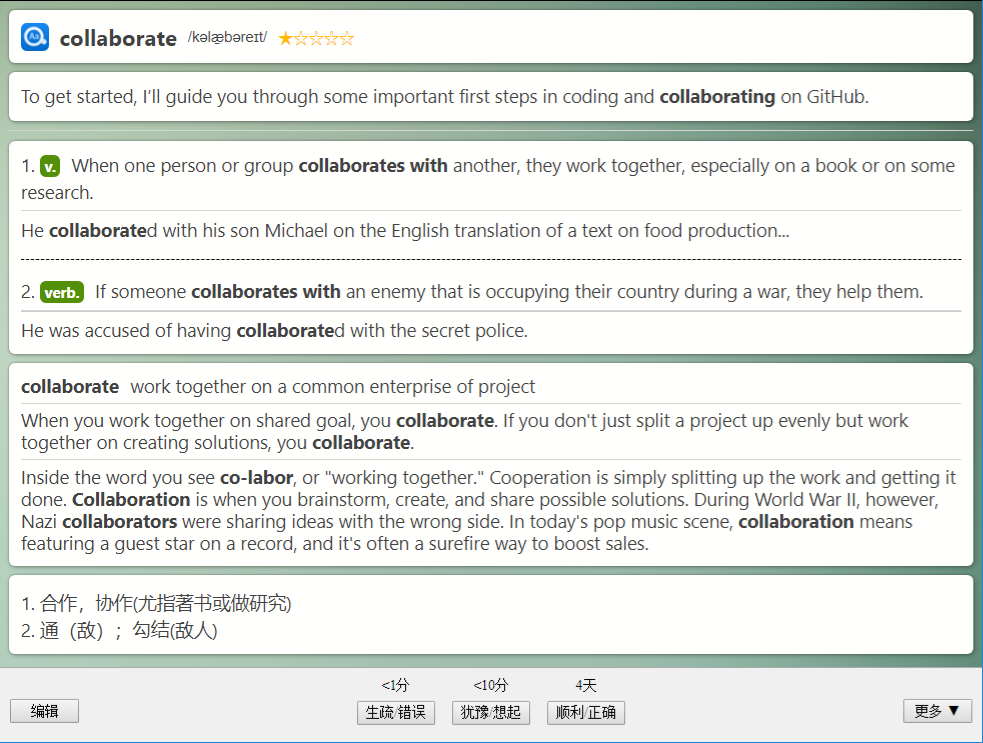 Aa collaborate /kəlæbəreɪt/ ★☆☆☆☆
To get started, I'll guide you through some important first steps in coding and collaborating on GitHub.
1. v. When one person or group collaborates with another, they work together, especially on a book or on some
research.
He collaborated with his son Michael on the English translation of a text on food production...
2. verb. If someone collaborates with an enemy that is occupying their country during a war, they help them.
He was accused of having collaborated with the secret police.
collaborate work together on a common enterprise of project
When you work together on shared goal, you collaborate. If you don't just split a project up evenly but work
together on creating solutions, you collaborate.
Inside the word you see co-labor, or "working together." Cooperation is simply splitting up the work and getting it
done. Collaboration is when you brainstorm, create, and share possible solutions. During World War II, however,
Nazi collaborators were sharing ideas with the wrong side. In today's pop music scene, collaboration means
featuring a guest star on a record, and it's often a surefire way to boost sales.
1. 合作，协作(尤指著书或做研究)
2. 通（敌）；勾结(敌人)
<1分 <10分 4天
编辑 生疏/错误 犹豫/想起 顺利/正确 更多 ▼